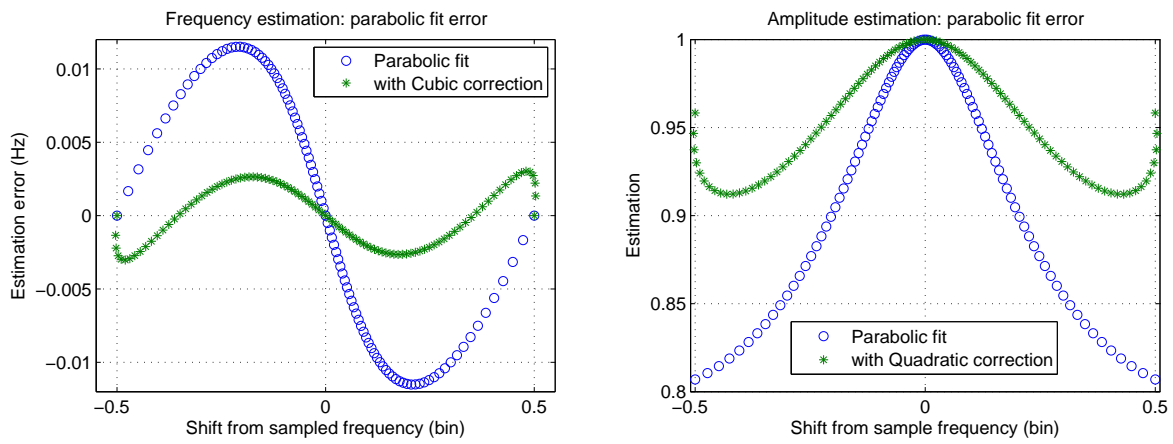 Frequency estimation: parabolic fit error
0.01
0.005
0
−0.005
−0.01
Estimation error (Hz)
Parabolic fit
with Cubic correction
−0.5
0
0.5
Shift from sampled frequency (bin)
Amplitude estimation: parabolic fit error
1
0.95
0.9
0.85
0.8
Estimation
Parabolic fit
with Quadratic correction
−0.5
0
0.5
Shift from sample frequency (bin)